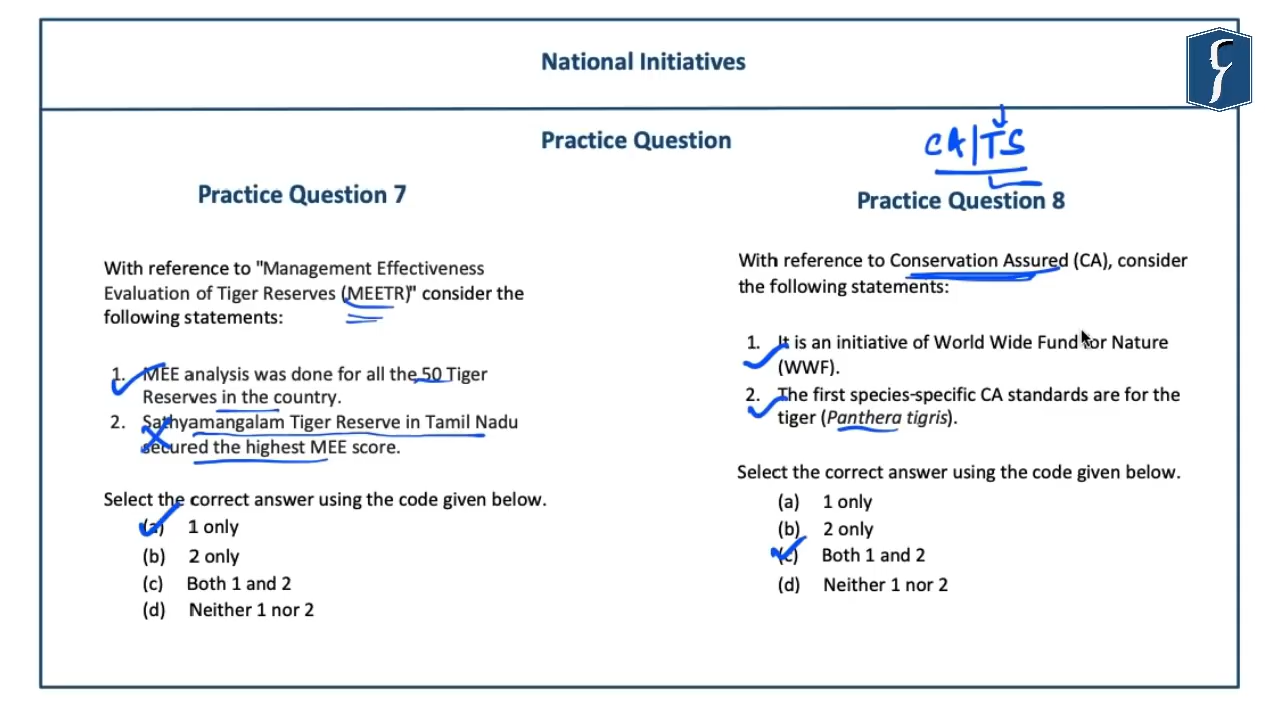 National Initiatives
Practice Question
CA|TS
Practice Question 7
With reference to "Management Effectiveness
Evaluation of Tiger Reserves (MEETR)" consider the
following statements:
1. MEE analysis was done for all the 50 Tiger
Reserves in the country.
2. Sathyamangalam Tiger Reserve in Tamil Nadu
secured the highest MEE score.
Select the correct answer using the code given below.
(a) 1 only
(b) 2 only
(c) Both 1 and 2
(d) Neither 1 nor 2
Practice Question 8
With reference to Conservation Assured (CA), consider
the following statements:
1. It is an initiative of World Wide Fund for Nature
(WWF).
2. The first species-specific CA standards are for the
tiger (Panthera tigris).
Select the correct answer using the code given below.
(a) 1 only
(b) 2 only
(c) Both 1 and 2
(d) Neither 1 nor 2